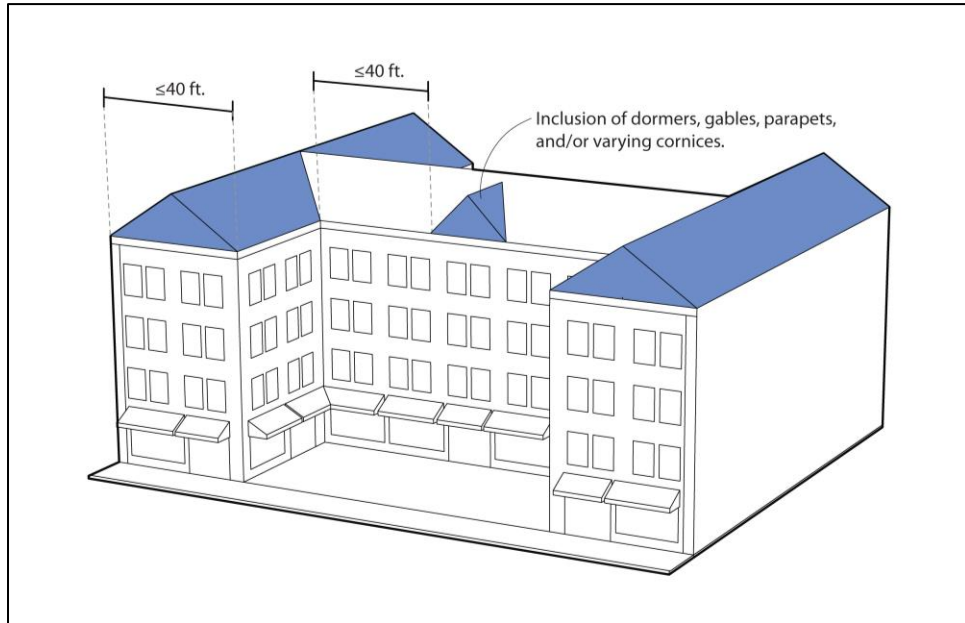 ≤40 ft.
≤40 ft.
Inclusion of dormers, gables, parapets,
and/or varying cornices.